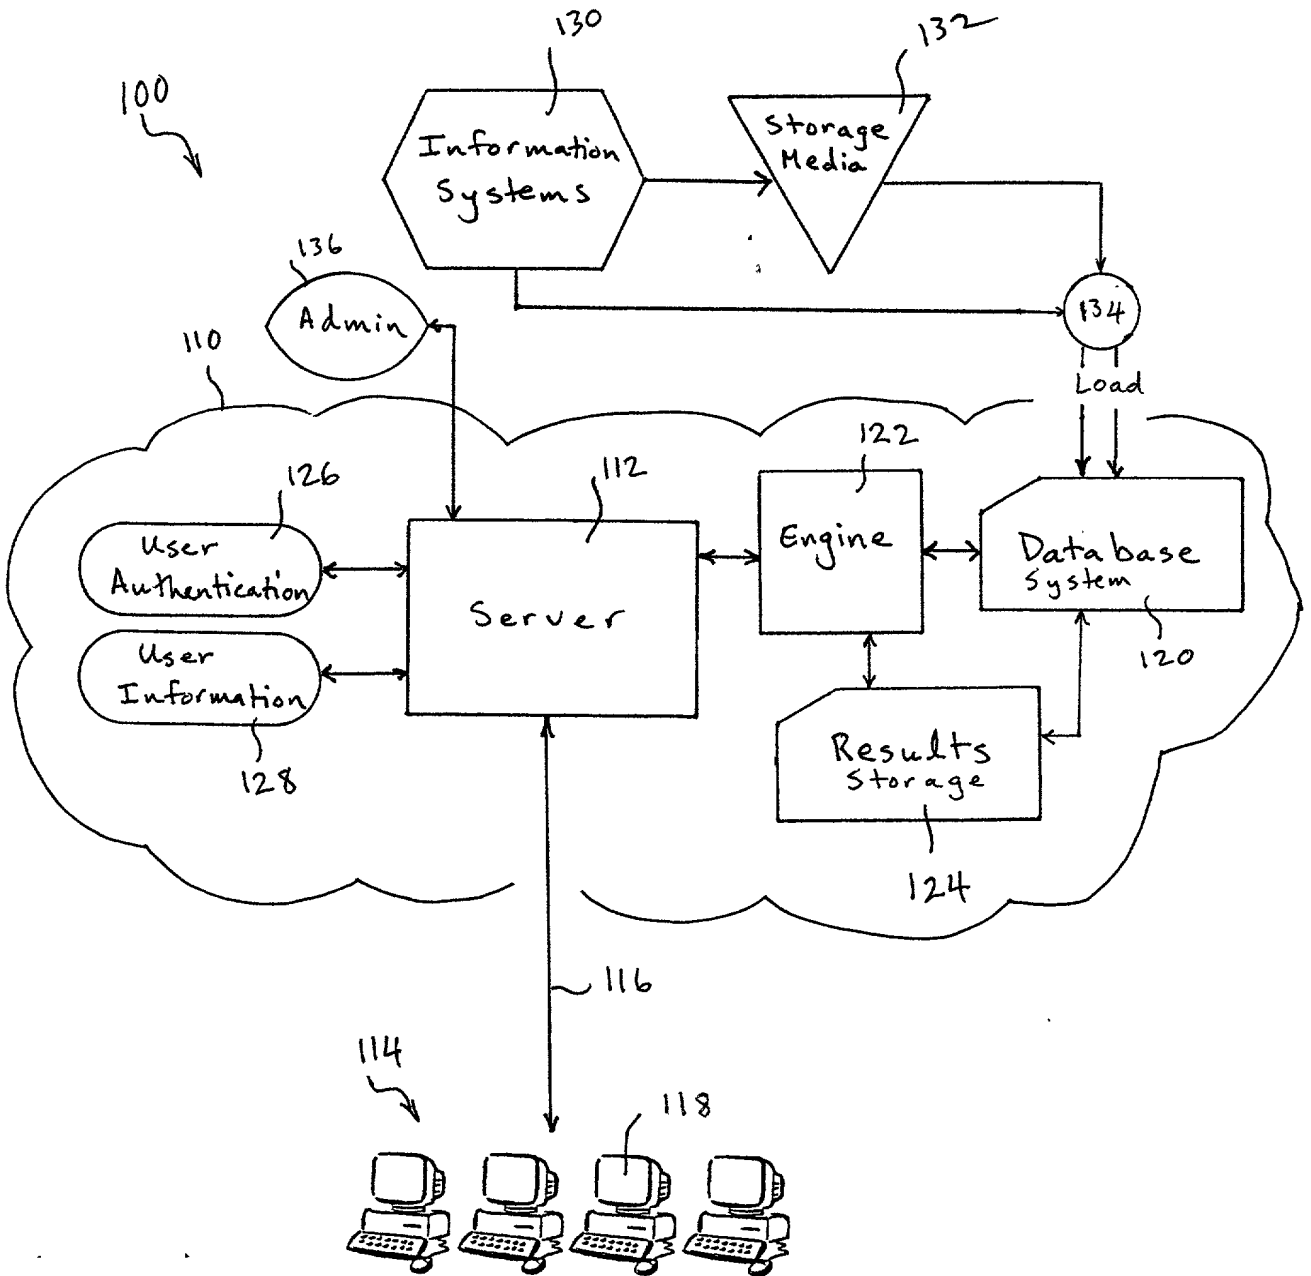 130
132
100
Information
Systems
Storage
Media
136
Admin
134
110
Load
122
126
112
User
Authentication
Engine
Database
System
Server
User
Information
120
128
Results
Storage
124
116
114
118